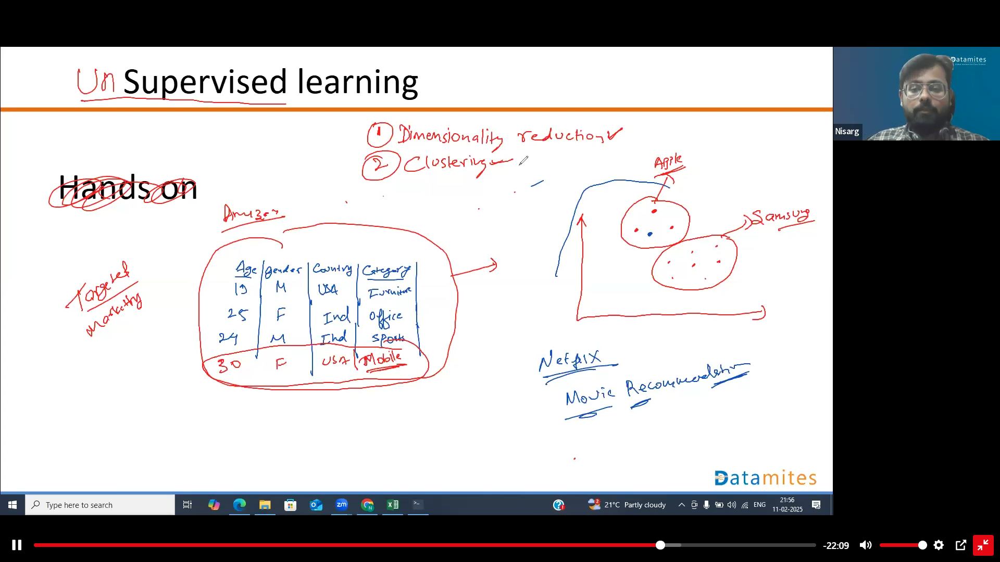 Un Supervised learning
Datamites
Nisarg
1 Dimensionality reduction
2 Clustering
Apple
Hands on
Amazon
Samsung
Targeted
marketing
Age gender Country Category
19 M USA Furniture
25 F Ind Office
24 M Ind Sports
30 F USA Mobile
Netflix
Movie Recommodation
Datamites
Type here to search
zm
21°C Partly cloudy
ENG
21:56
11-02-2025
-22:09